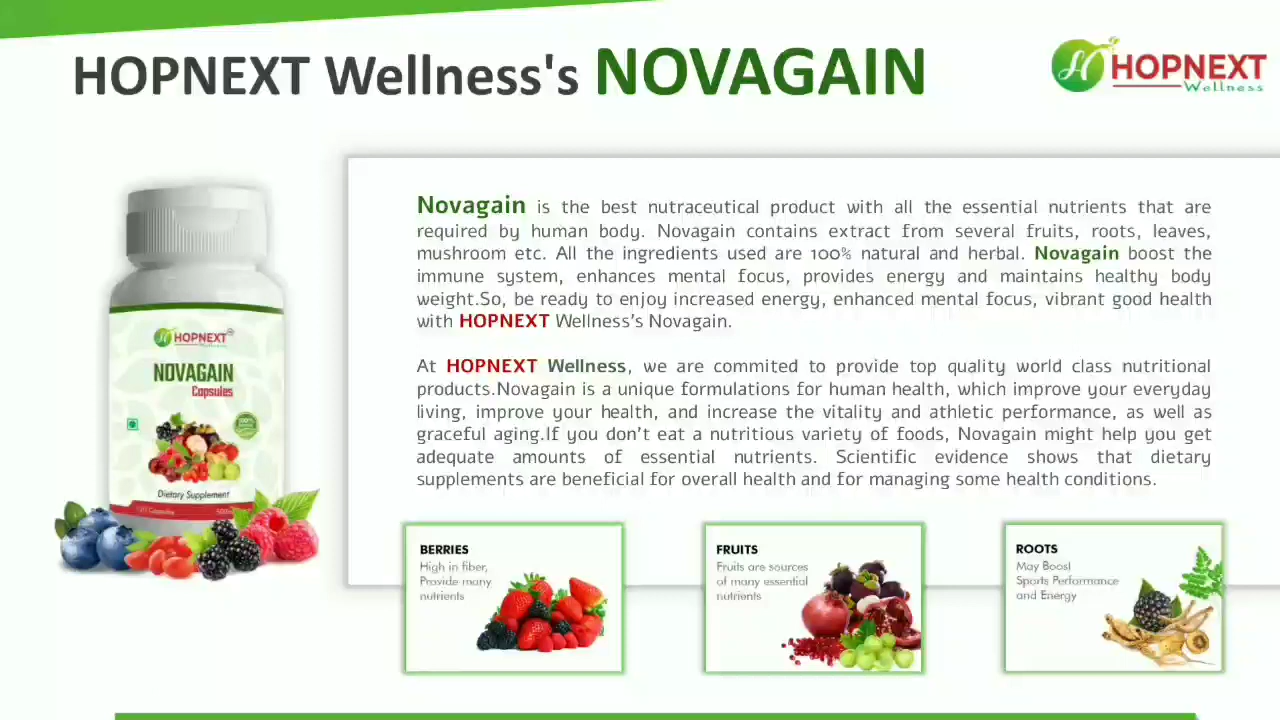 HOPNEXT Wellness's NOVAGAIN
HOPNEXT
Wellness
Novagain is the best nutraceutical product with all the essential nutrients that are
required by human body. Novagain contains extract from several fruits, roots, leaves,
mushroom etc. All the ingredients used are 100% natural and herbal. Novagain boost the
immune system, enhances mental focus, provides energy and maintains healthy body
weight.So, be ready to enjoy increased energy, enhanced mental focus, vibrant good health
with HOPNEXT Wellness's Novagain.
At HOPNEXT Wellness, we are commited to provide top quality world class nutritional
products.Novagain is a unique formulations for human health, which improve your everyday
living, improve your health, and increase the vitality and athletic performance, as well as
graceful aging.If you don't eat a nutritious variety of foods, Novagain might help you get
adequate amounts of essential nutrients. Scientific evidence shows that dietary
supplements are beneficial for overall health and for managing some health conditions.
HOPNEXT
Wellness
NOVAGAIN
Capsules
100%
Dietary Supplement
Capsules
BERRIES
High in fiber,
Provide many
nutrients
FRUITS
Fruits are sources
of many essential
nutrients
ROOTS
May Boost
Sports Performance
and Energy